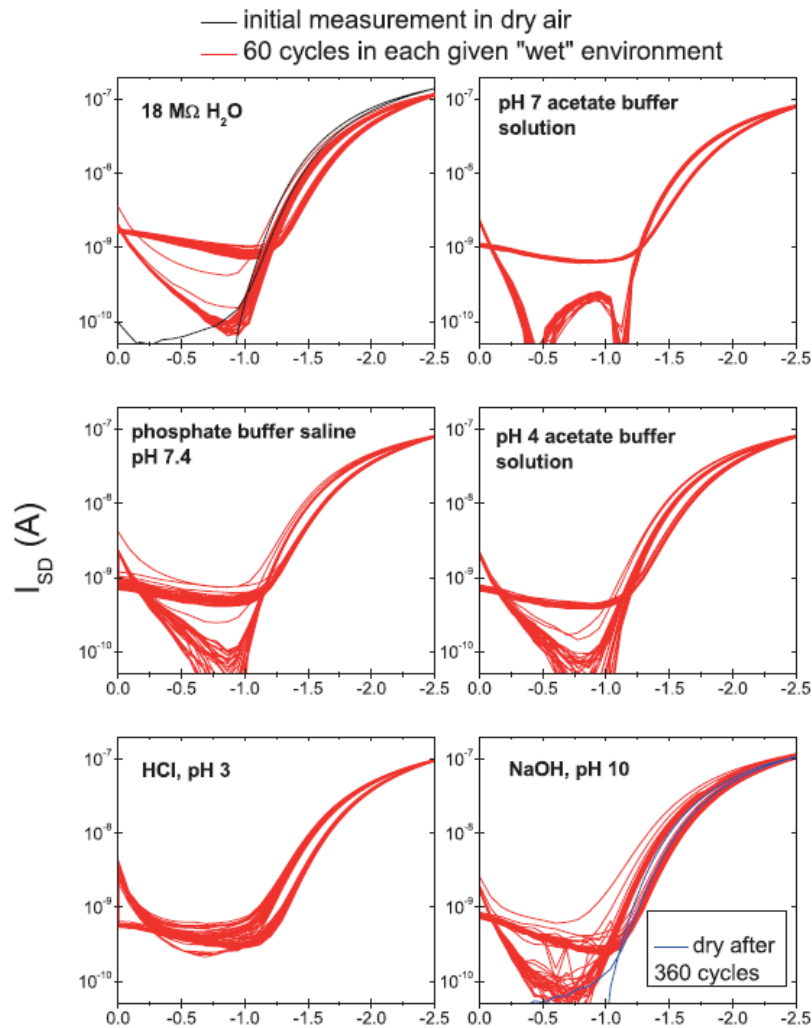 initial measurement in dry air
60 cycles in each given "wet" environment
10⁻⁷
10⁻⁸
10⁻⁹
10⁻¹⁰
18 MΩ H₂O
0.0 -0.5 -1.0 -1.5 -2.0 -2.5
10⁻⁷
10⁻⁸
10⁻⁹
10⁻¹⁰
pH 7 acetate buffer
solution
0.0 -0.5 -1.0 -1.5 -2.0 -2.5
I_SD (A)
10⁻⁷
10⁻⁸
10⁻⁹
10⁻¹⁰
phosphate buffer saline
pH 7.4
0.0 -0.5 -1.0 -1.5 -2.0 -2.5
10⁻⁷
10⁻⁸
10⁻⁹
10⁻¹⁰
pH 4 acetate buffer
solution
0.0 -0.5 -1.0 -1.5 -2.0 -2.5
10⁻⁷
10⁻⁸
10⁻⁹
10⁻¹⁰
HCl, pH 3
0.0 -0.5 -1.0 -1.5 -2.0 -2.5
10⁻⁷
10⁻⁸
10⁻⁹
10⁻¹⁰
NaOH, pH 10
dry after
360 cycles
0.0 -0.5 -1.0 -1.5 -2.0 -2.5